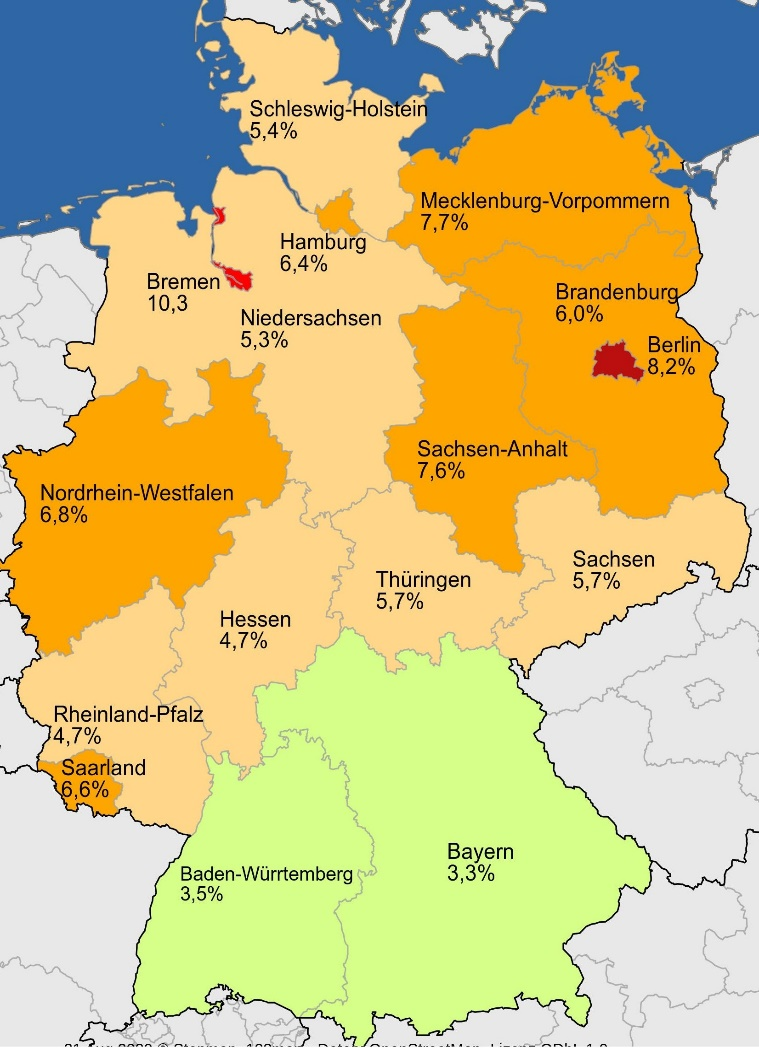 Schleswig-Holstein
5,4%
Mecklenburg-Vorpommern
7,7%
Hamburg
6,4%
Bremen
10,3
Niedersachsen
5,3%
Brandenburg
6,0%
Berlin
8,2%
Sachsen-Anhalt
7,6%
Nordrhein-Westfalen
6,8%
Sachsen
5,7%
Thüringen
5,7%
Hessen
4,7%
Rheinland-Pfalz
4,7%
Saarland
6,6%
Bayern
3,3%
Baden-Würrtemberg
3,5%